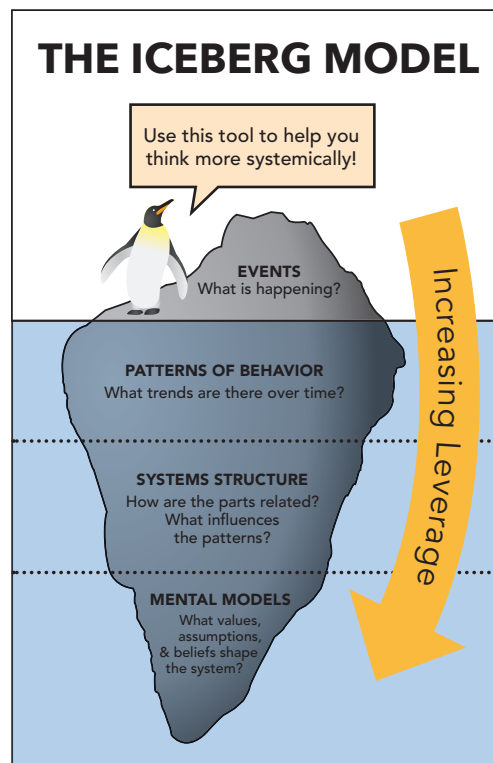 THE ICEBERG MODEL
Use this tool to help you
think more systemically!
EVENTS
What is happening?
PATTERNS OF BEHAVIOR
What trends are there over time?
SYSTEMS STRUCTURE
How are the parts related?
What influences
the patterns?
MENTAL MODELS
What values,
assumptions,
& beliefs shape
the system?
Increasing Leverage